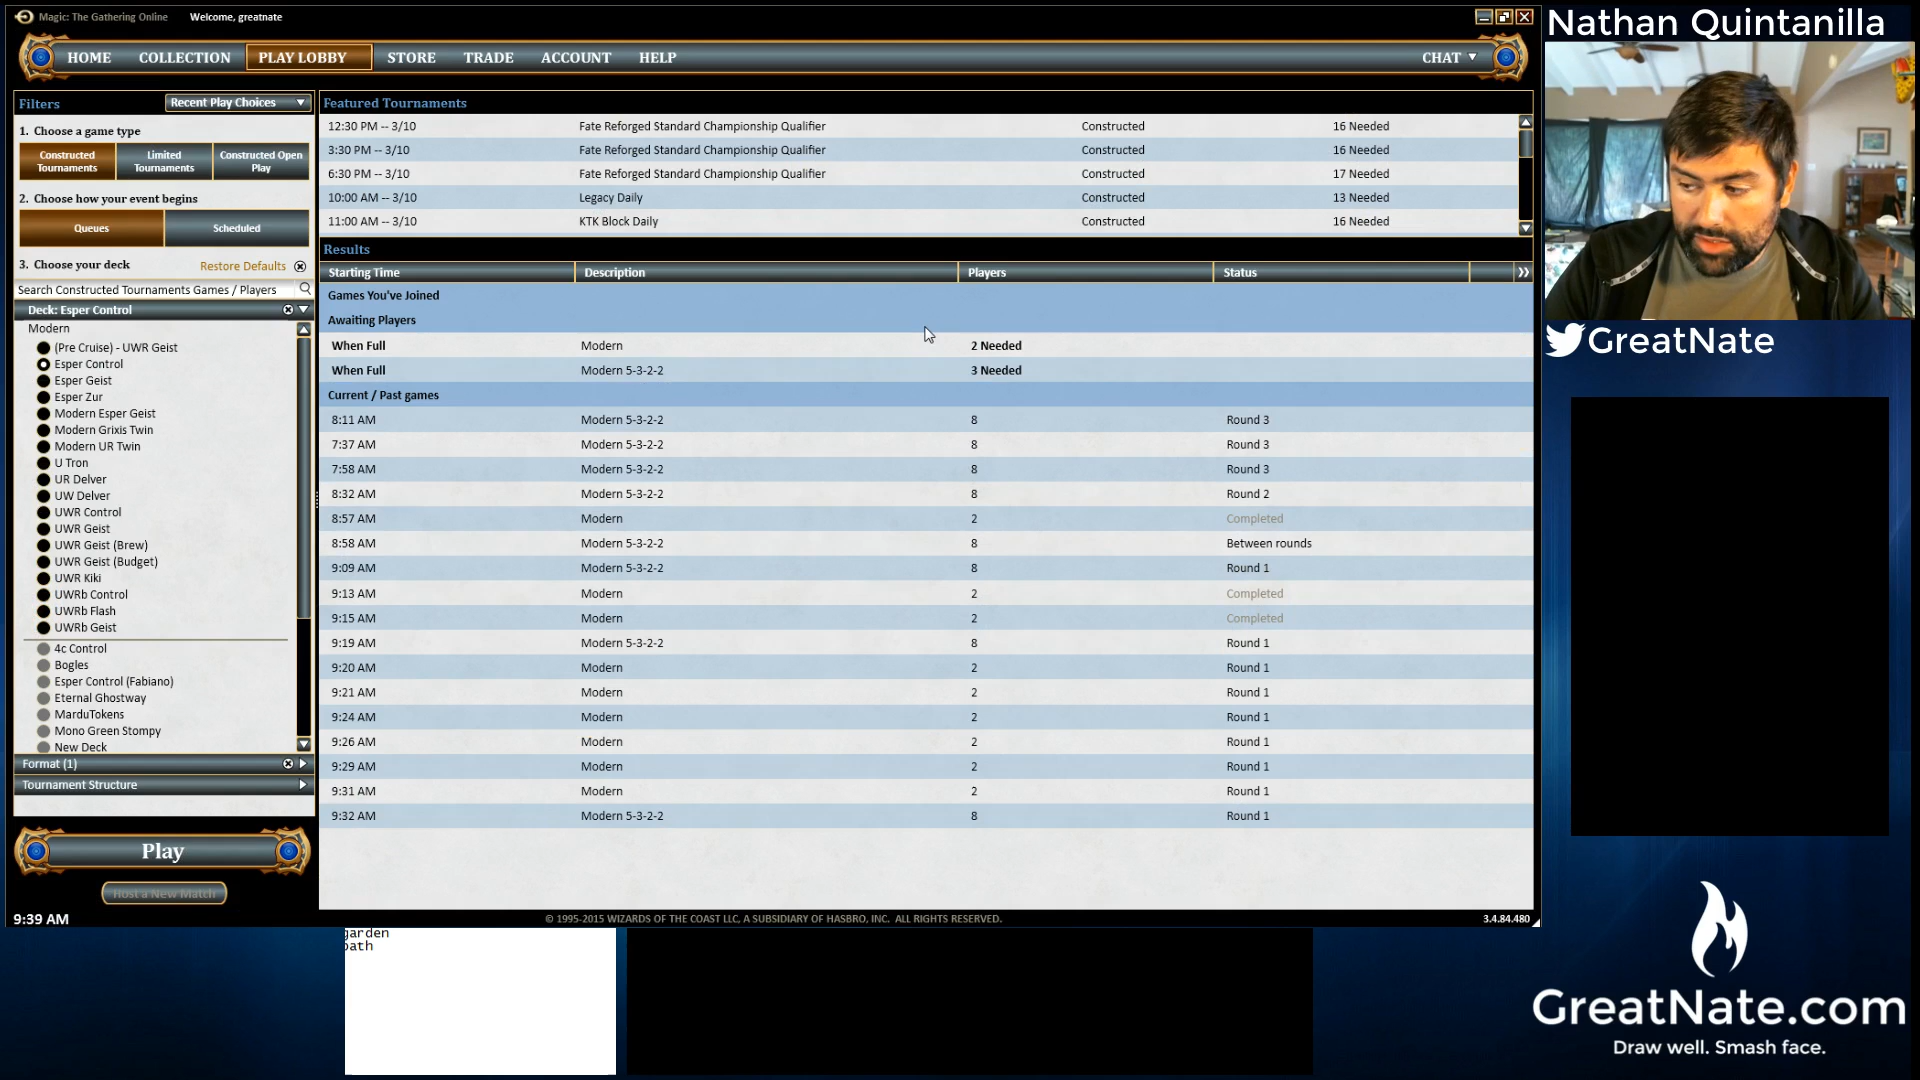 Magic: The Gathering Online Welcome, greatnate
HOME COLLECTION PLAY LOBBY STORE TRADE ACCOUNT HELP CHAT
Nathan Quintanilla
Filters Recent Play Choices
1. Choose a game type
Constructed Tournaments
Limited Tournaments
Constructed Open Play
2. Choose how your event begins
Queues Scheduled
3. Choose your deck Restore Defaults
Search Constructed Tournaments Games / Players
Deck: Esper Control
Modern
(Pre Cruise) - UWR Geist
Esper Control
Esper Geist
Esper Zur
Modern Esper Geist
Modern Grixis Twin
Modern UR Twin
U Tron
UR Delver
UW Delver
UWR Control
UWR Geist
UWR Geist (Brew)
UWR Geist (Budget)
UWR Kiki
UWRb Control
UWRb Flash
UWRb Geist
4c Control
Bogles
Esper Control (Fabiano)
Eternal Ghostway
MarduTokens
Mono Green Stompy
New Deck
Format (1)
Tournament Structure
Play
Host a New Match
9:39 AM
Featured Tournaments
12:30 PM -- 3/10 Fate Reforged Standard Championship Qualifier Constructed 16 Needed
3:30 PM -- 3/10 Fate Reforged Standard Championship Qualifier Constructed 16 Needed
6:30 PM -- 3/10 Fate Reforged Standard Championship Qualifier Constructed 17 Needed
10:00 AM -- 3/10 Legacy Daily Constructed 13 Needed
11:00 AM -- 3/10 KTK Block Daily Constructed 16 Needed
Results
Starting Time Description Players Status
Games You've Joined
Awaiting Players
When Full Modern 2 Needed
When Full Modern 5-3-2-2 3 Needed
Current / Past games
8:11 AM Modern 5-3-2-2 8 Round 3
7:37 AM Modern 5-3-2-2 8 Round 3
7:58 AM Modern 5-3-2-2 8 Round 3
8:32 AM Modern 5-3-2-2 8 Round 2
8:57 AM Modern 2 Completed
8:58 AM Modern 5-3-2-2 8 Between rounds
9:09 AM Modern 5-3-2-2 8 Round 1
9:13 AM Modern 2 Completed
9:15 AM Modern 2 Completed
9:19 AM Modern 5-3-2-2 8 Round 1
9:20 AM Modern 2 Round 1
9:21 AM Modern 2 Round 1
9:24 AM Modern 2 Round 1
9:26 AM Modern 2 Round 1
9:29 AM Modern 2 Round 1
9:31 AM Modern 2 Round 1
9:32 AM Modern 5-3-2-2 8 Round 1
© 1995-2015 WIZARDS OF THE COAST LLC, A SUBSIDIARY OF HASBRO, INC. ALL RIGHTS RESERVED. 3.4.84.480
garden
path
GreatNate
GreatNate.com
Draw well. Smash face.